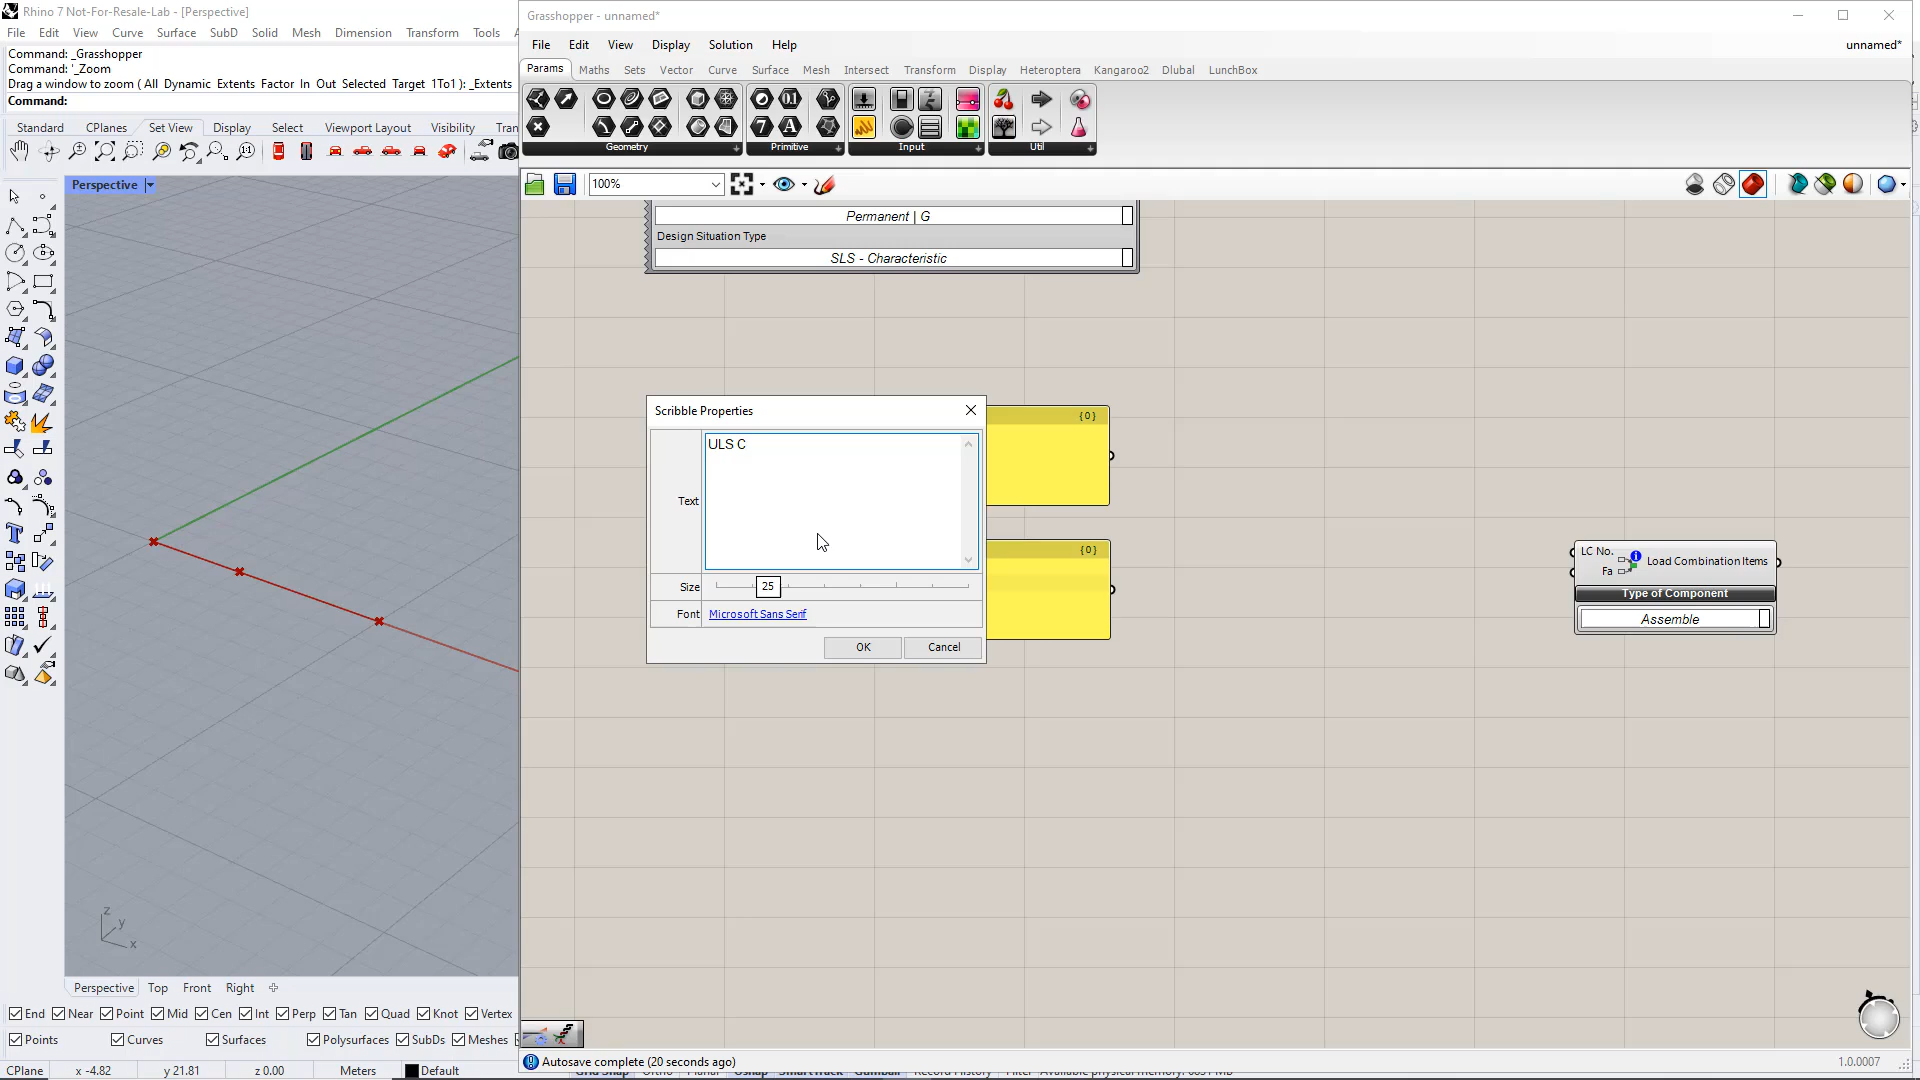 Rhino 7 Not-For-Resale-Lab - [Perspective]
File Edit View Curve Surface SubD Solid Mesh Dimension Transform Tools
Command: _Grasshopper
Command: '_Zoom
Drag a window to zoom ( All Dynamic Extents Factor In Out Selected Target 1To1 ): _Extents
Command:
Standard CPlanes Set View Display Select Viewport Layout Visibility Tran
Perspective
z
y
x
Perspective Top Front Right
End Near Point Mid Cen Int Perp Tan Quad Knot Vertex
Points Curves Surfaces Polysurfaces SubDs Meshes
CPlane x -4.82 y 21.81 z 0.00 Meters Default
Grasshopper - unnamed*
File Edit View Display Solution Help
unnamed*
Params Maths Sets Vector Curve Surface Mesh Intersect Transform Display Heteroptera Kangaroo2 Dlubal LunchBox
Geometry Primitive Input Util
100%
Permanent | G
Design Situation Type
SLS - Characteristic
Scribble Properties
Text
ULS C
Size 25
Font Microsoft Sans Serif
OK Cancel
{0}
{0}
LC No.
Fa
Load Combination Items
Type of Component
Assemble
Autosave complete (20 seconds ago)
1.0.0007